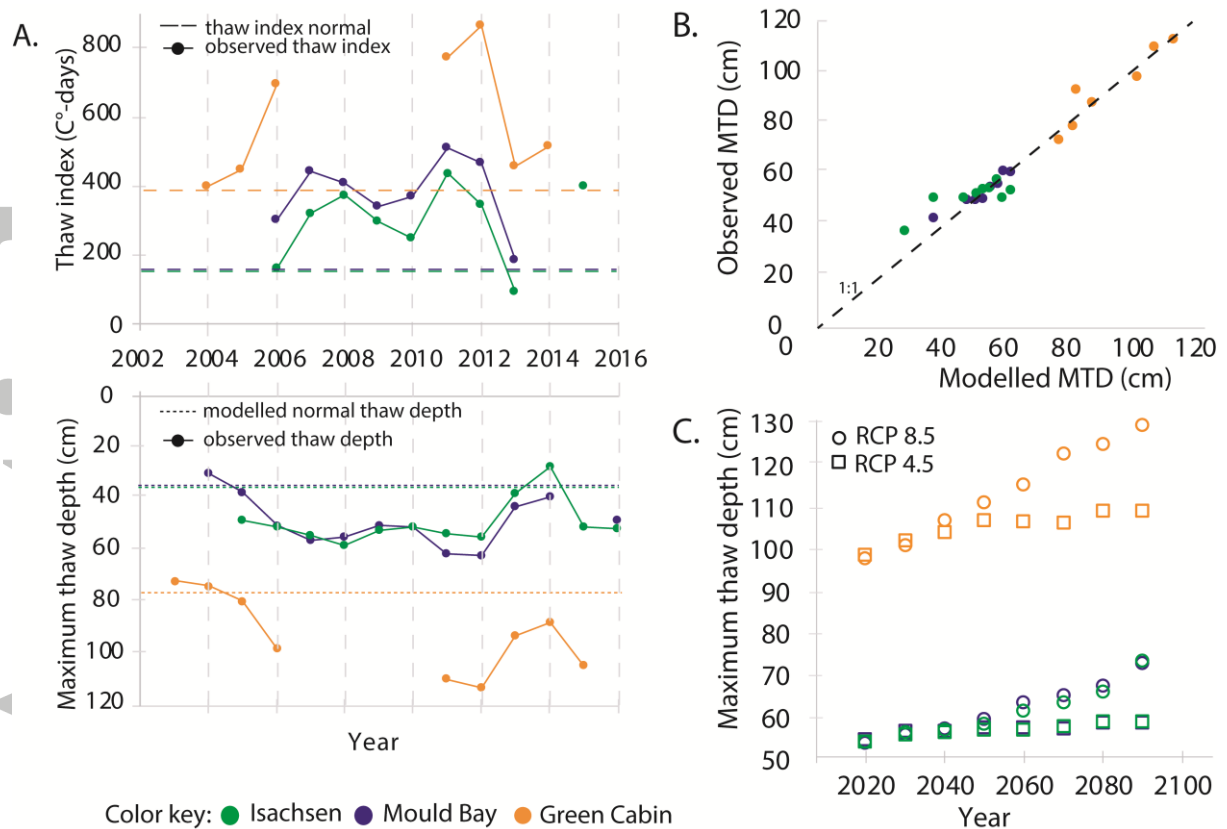 A.
thaw index normal
observed thaw index
Thaw index (C°-days)
800
600
400
200
0
2002 2004 2006 2008 2011 2012 2014 2016
modelled normal thaw depth
observed thaw depth
Maximum thaw depth (cm)
0
20
40
60
80
100
120
Year
B.
Observed MTD (cm)
120
100
80
60
40
20
0
1:1
0 20 40 60 80 100 120
Modelled MTD (cm)
C.
RCP 8.5
RCP 4.5
Maximum thaw depth (cm)
130
120
110
100
90
80
70
60
50
2020 2040 2060 2080 2100
Year
Color key: Isachsen Mould Bay Green Cabin